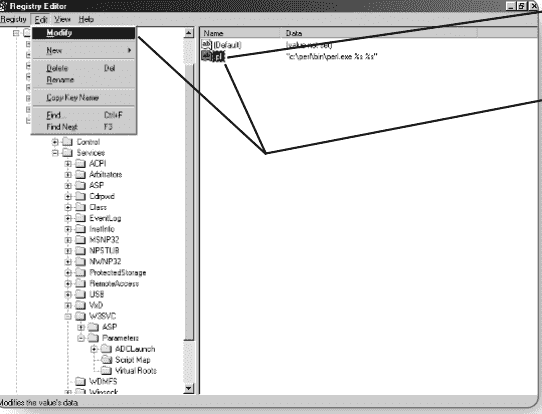 Registry Editor
Registry Edit View Help
Modify
New
Delete Del
Rename
Copy Key Name
Find... Ctrl+F
Find Next F3
Name Data
(Default) (value not set)
.pl "c:\perl\bin\perl.exe %s %s"
Control
Services
ACPI
Arbitrators
ASP
Cdrpwd
Class
EventLog
InetInfo
MSNP32
NPSTUB
NWNP32
ProtectedStorage
RemoteAccess
USB
VxD
W3SVC
ASP
Parameters
ADCLaunch
Script Map
Virtual Roots
WDMFS
Winsock
Modifies the value's data